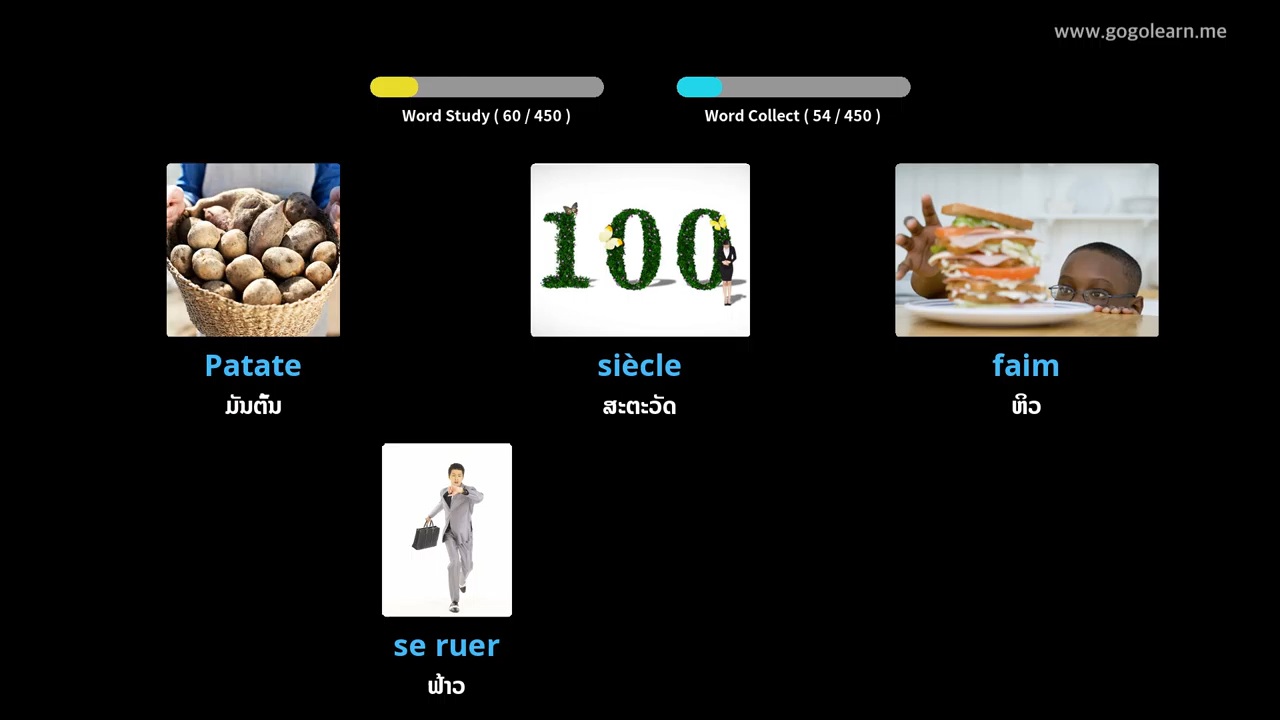 www.gogolearn.me
Word Study ( 60 / 450 )
Word Collect ( 54 / 450 )
100
Patate
siècle
faim
ມັນຕົ້ນ
ສະຕະວັດ
ຫິວ
se ruer
ຟ້າວ